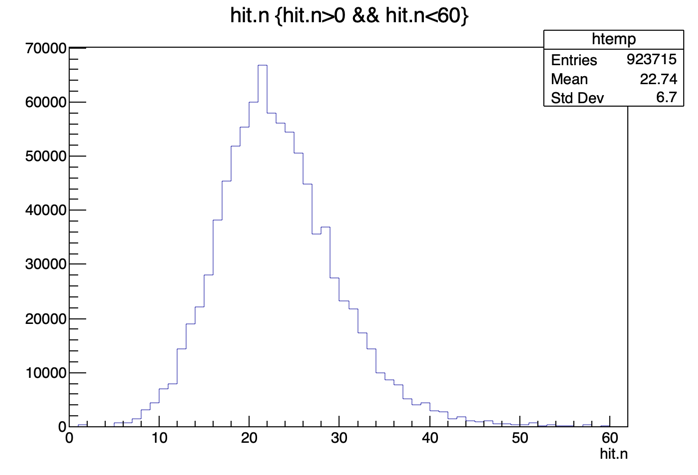 hit.n {hit.n>0 && hit.n<60}
htemp
Entries 923715
Mean 22.74
Std Dev 6.7
70000
60000
50000
40000
30000
20000
10000
0
0 10 20 30 40 50 60
hit.n